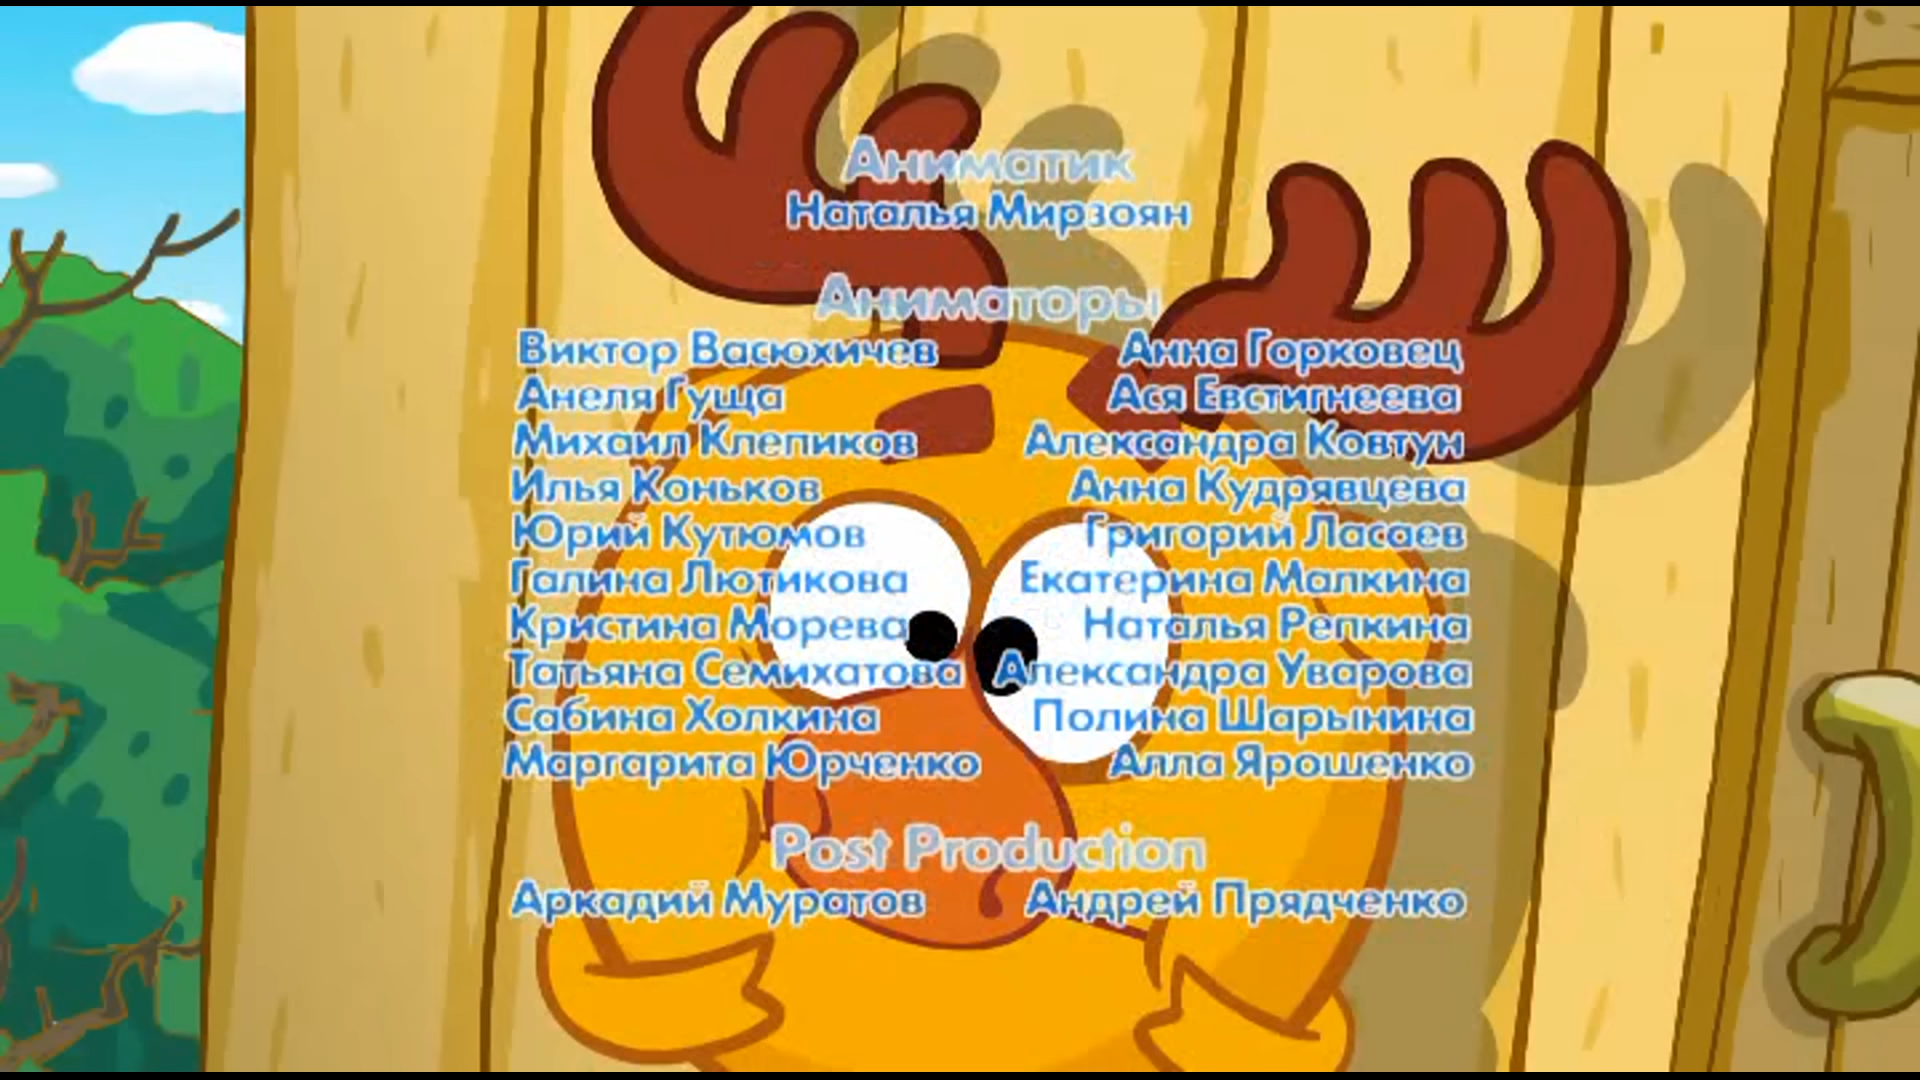 Аниматик
Наталья Мирзоян
Аниматоры
Виктор Васюхичев Анна Горковец
Анеля Гуща Ася Евстигнеева
Михаил Клепиков Александра Ковтун
Илья Коньков Анна Кудрявцева
Юрий Кутюмов Григорий Ласаев
Галина Лютикова Екатерина Малкина
Кристина Морева Наталья Репкина
Татьяна Семихатова Александра Уварова
Сабина Холкина Полина Шарынина
Маргарита Юрченко Алла Ярошенко
Post Production
Аркадий Муратов Андрей Прядченко